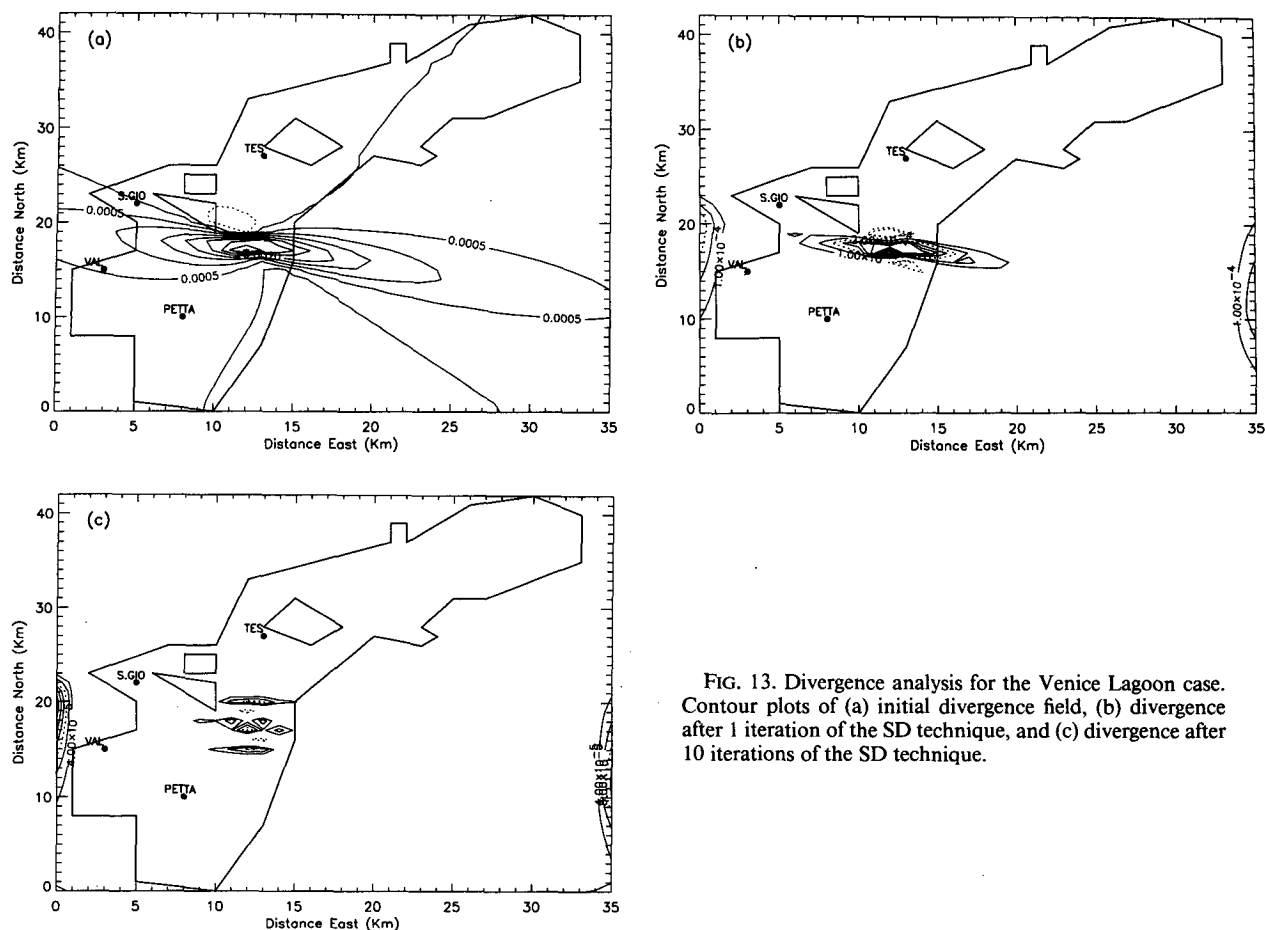 (a)
40
30
20
10
0
Distance North (Km)
TES
S.GIO
VAL
PETTA
0.0005
0.0005
0.0005
0.0005
0 5 10 15 20 25 30 35
Distance East (Km)
(b)
40
30
20
10
0
Distance North (Km)
TES
S.GIO
VAL
PETTA
1.00×10⁻⁴
1.00×10
1.00×10⁻⁴
0 5 10 15 20 25 30 35
Distance East (Km)
(c)
40
30
20
10
0
Distance North (Km)
TES
S.GIO
VAL
PETTA
0 5 10 15 20 25 30 35
Distance East (Km)
FIG. 13. Divergence analysis for the Venice Lagoon case.
Contour plots of (a) initial divergence field, (b) divergence
after 1 iteration of the SD technique, and (c) divergence after
10 iterations of the SD technique.